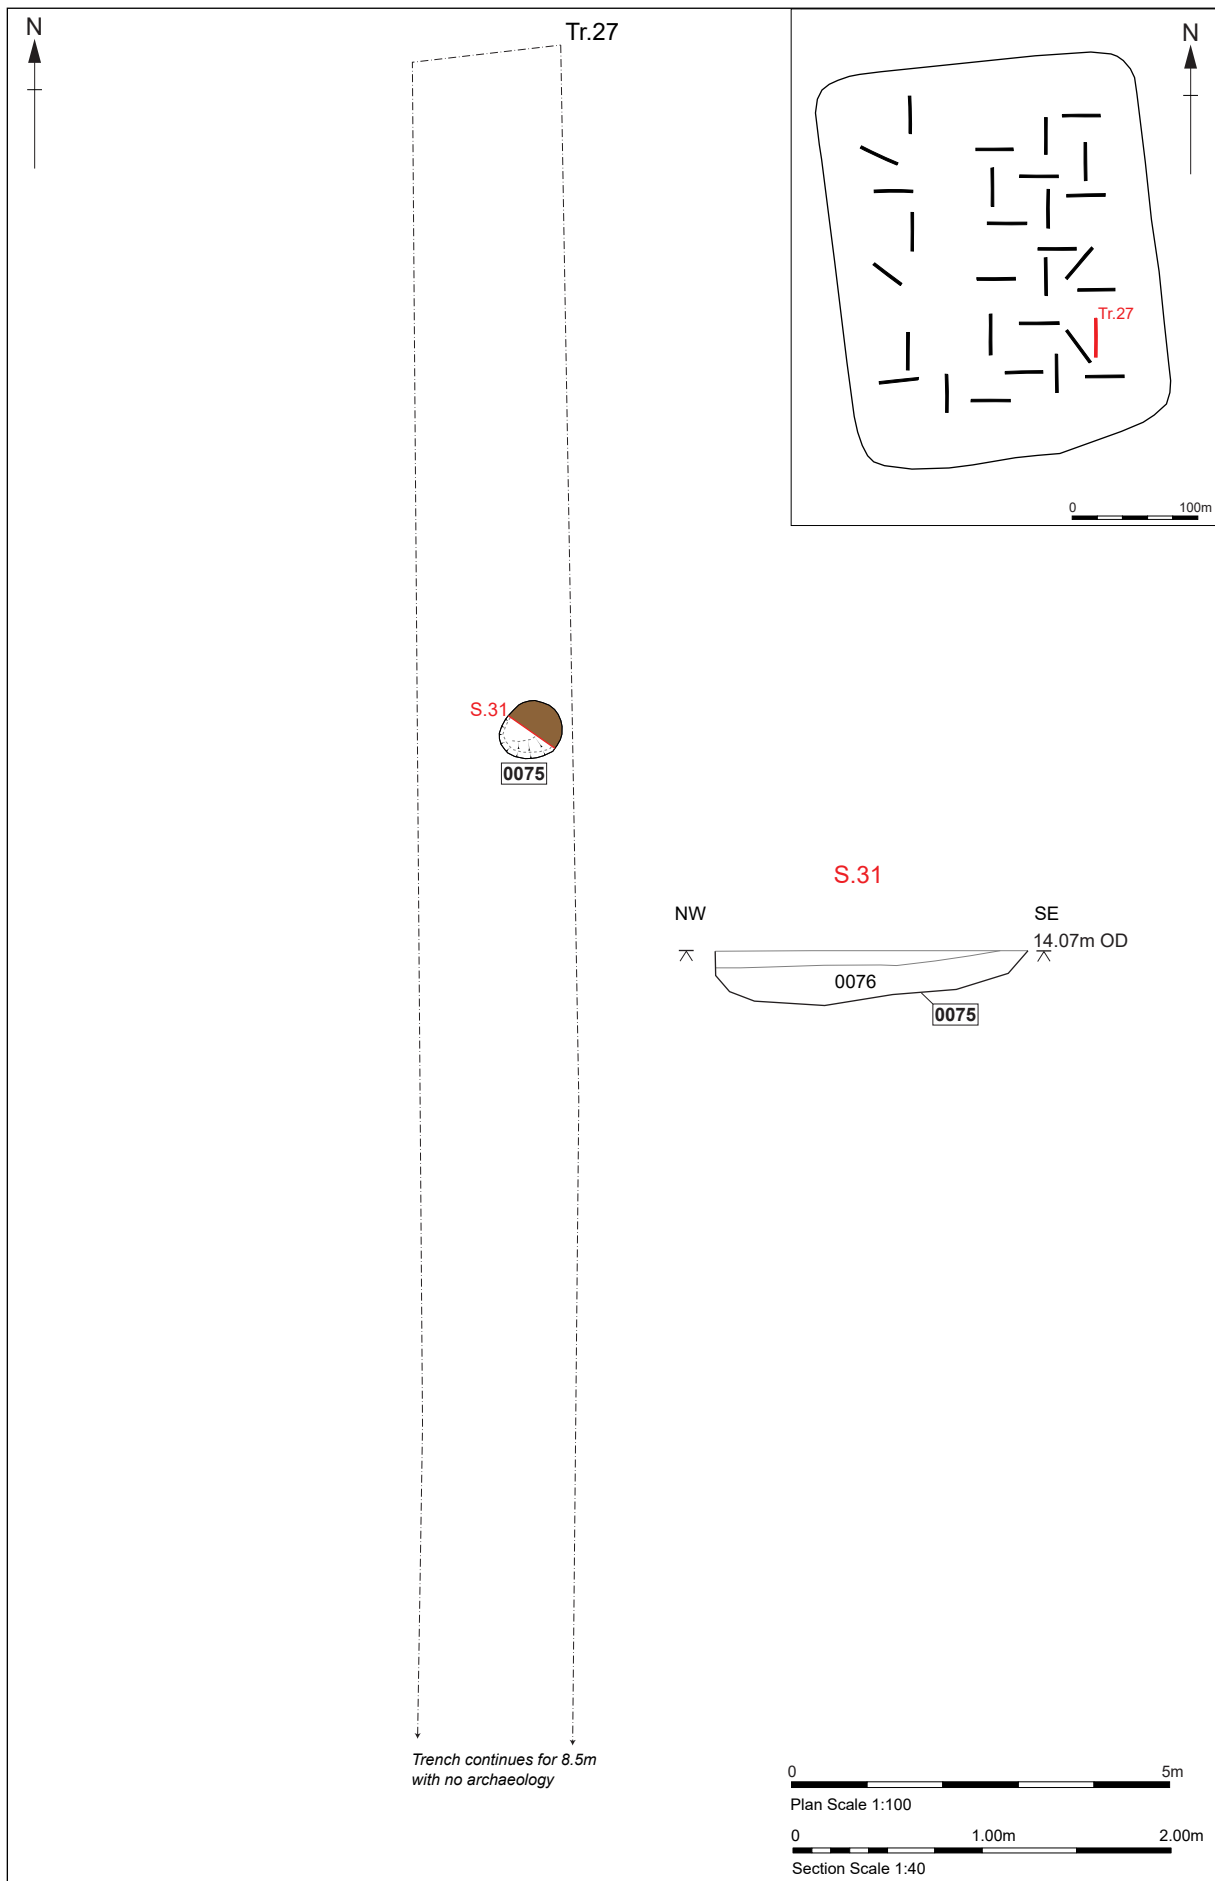 N
Tr.27
N
Tr.27
0
100m
S.31
0075
S.31
NW
SE
14.07m OD
0076
0075
Trench continues for 8.5m
with no archaeology
0
5m
Plan Scale 1:100
0
1.00m
2.00m
Section Scale 1:40